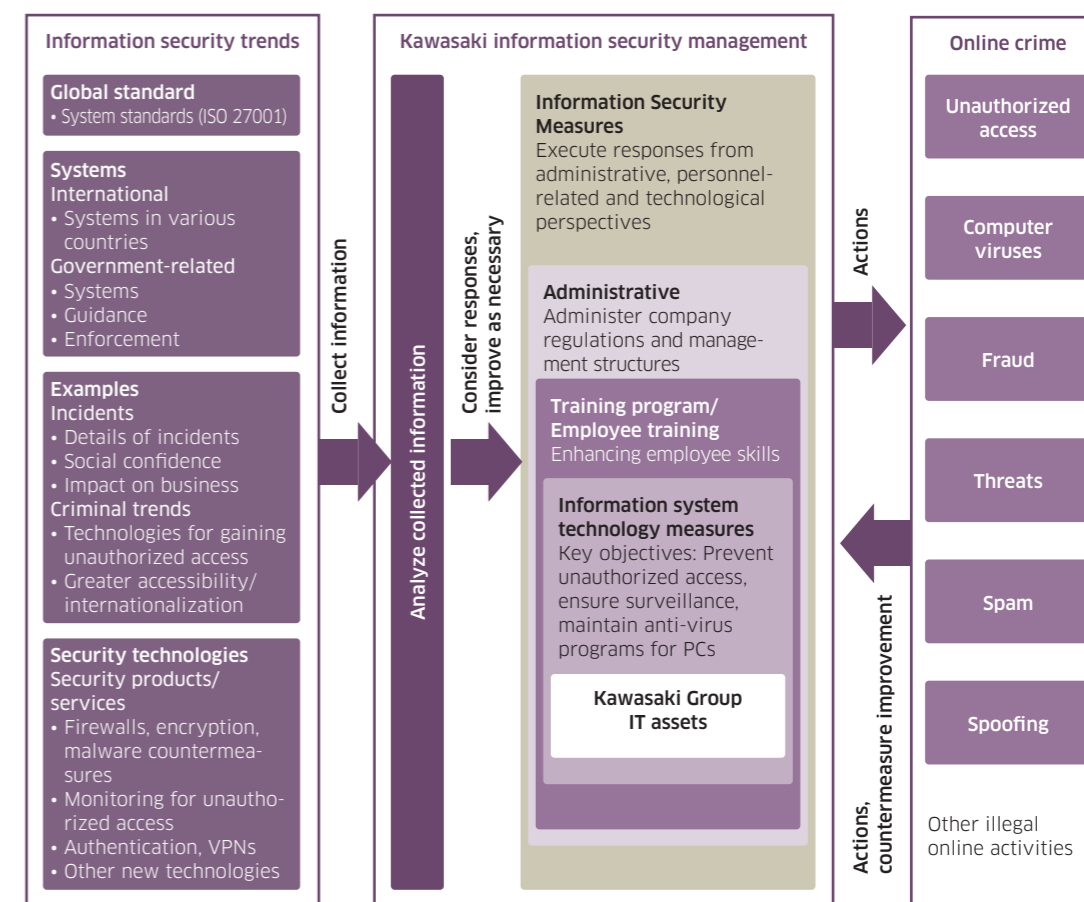 Information security trends
Global standard
• System standards (ISO 27001)
Systems
International
• Systems in various
countries
Government-related
• Systems
• Guidance
• Enforcement
Examples
Incidents
• Details of incidents
• Social confidence
• Impact on business
Criminal trends
• Technologies for gaining
unauthorized access
• Greater accessibility/
internationalization
Security technologies
Security products/
services
• Firewalls, encryption,
malware countermea-
sures
• Monitoring for unautho-
rized access
• Authentication, VPNs
• Other new technologies
Collect information
Kawasaki information security management
Analyze collected information
Consider responses,
improve as necessary
Information Security
Measures
Execute responses from
administrative, personnel-
related and technological
perspectives
Administrative
Administer company
regulations and manage-
ment structures
Training program/
Employee training
Enhancing employee skills
Information system
technology measures
Key objectives: Prevent
unauthorized access,
ensure surveillance,
maintain anti-virus
programs for PCs
Kawasaki Group
IT assets
Actions
Actions,
countermeasure improvement
Online crime
Unauthorized
access
Computer
viruses
Fraud
Threats
Spam
Spoofing
Other illegal
online activities